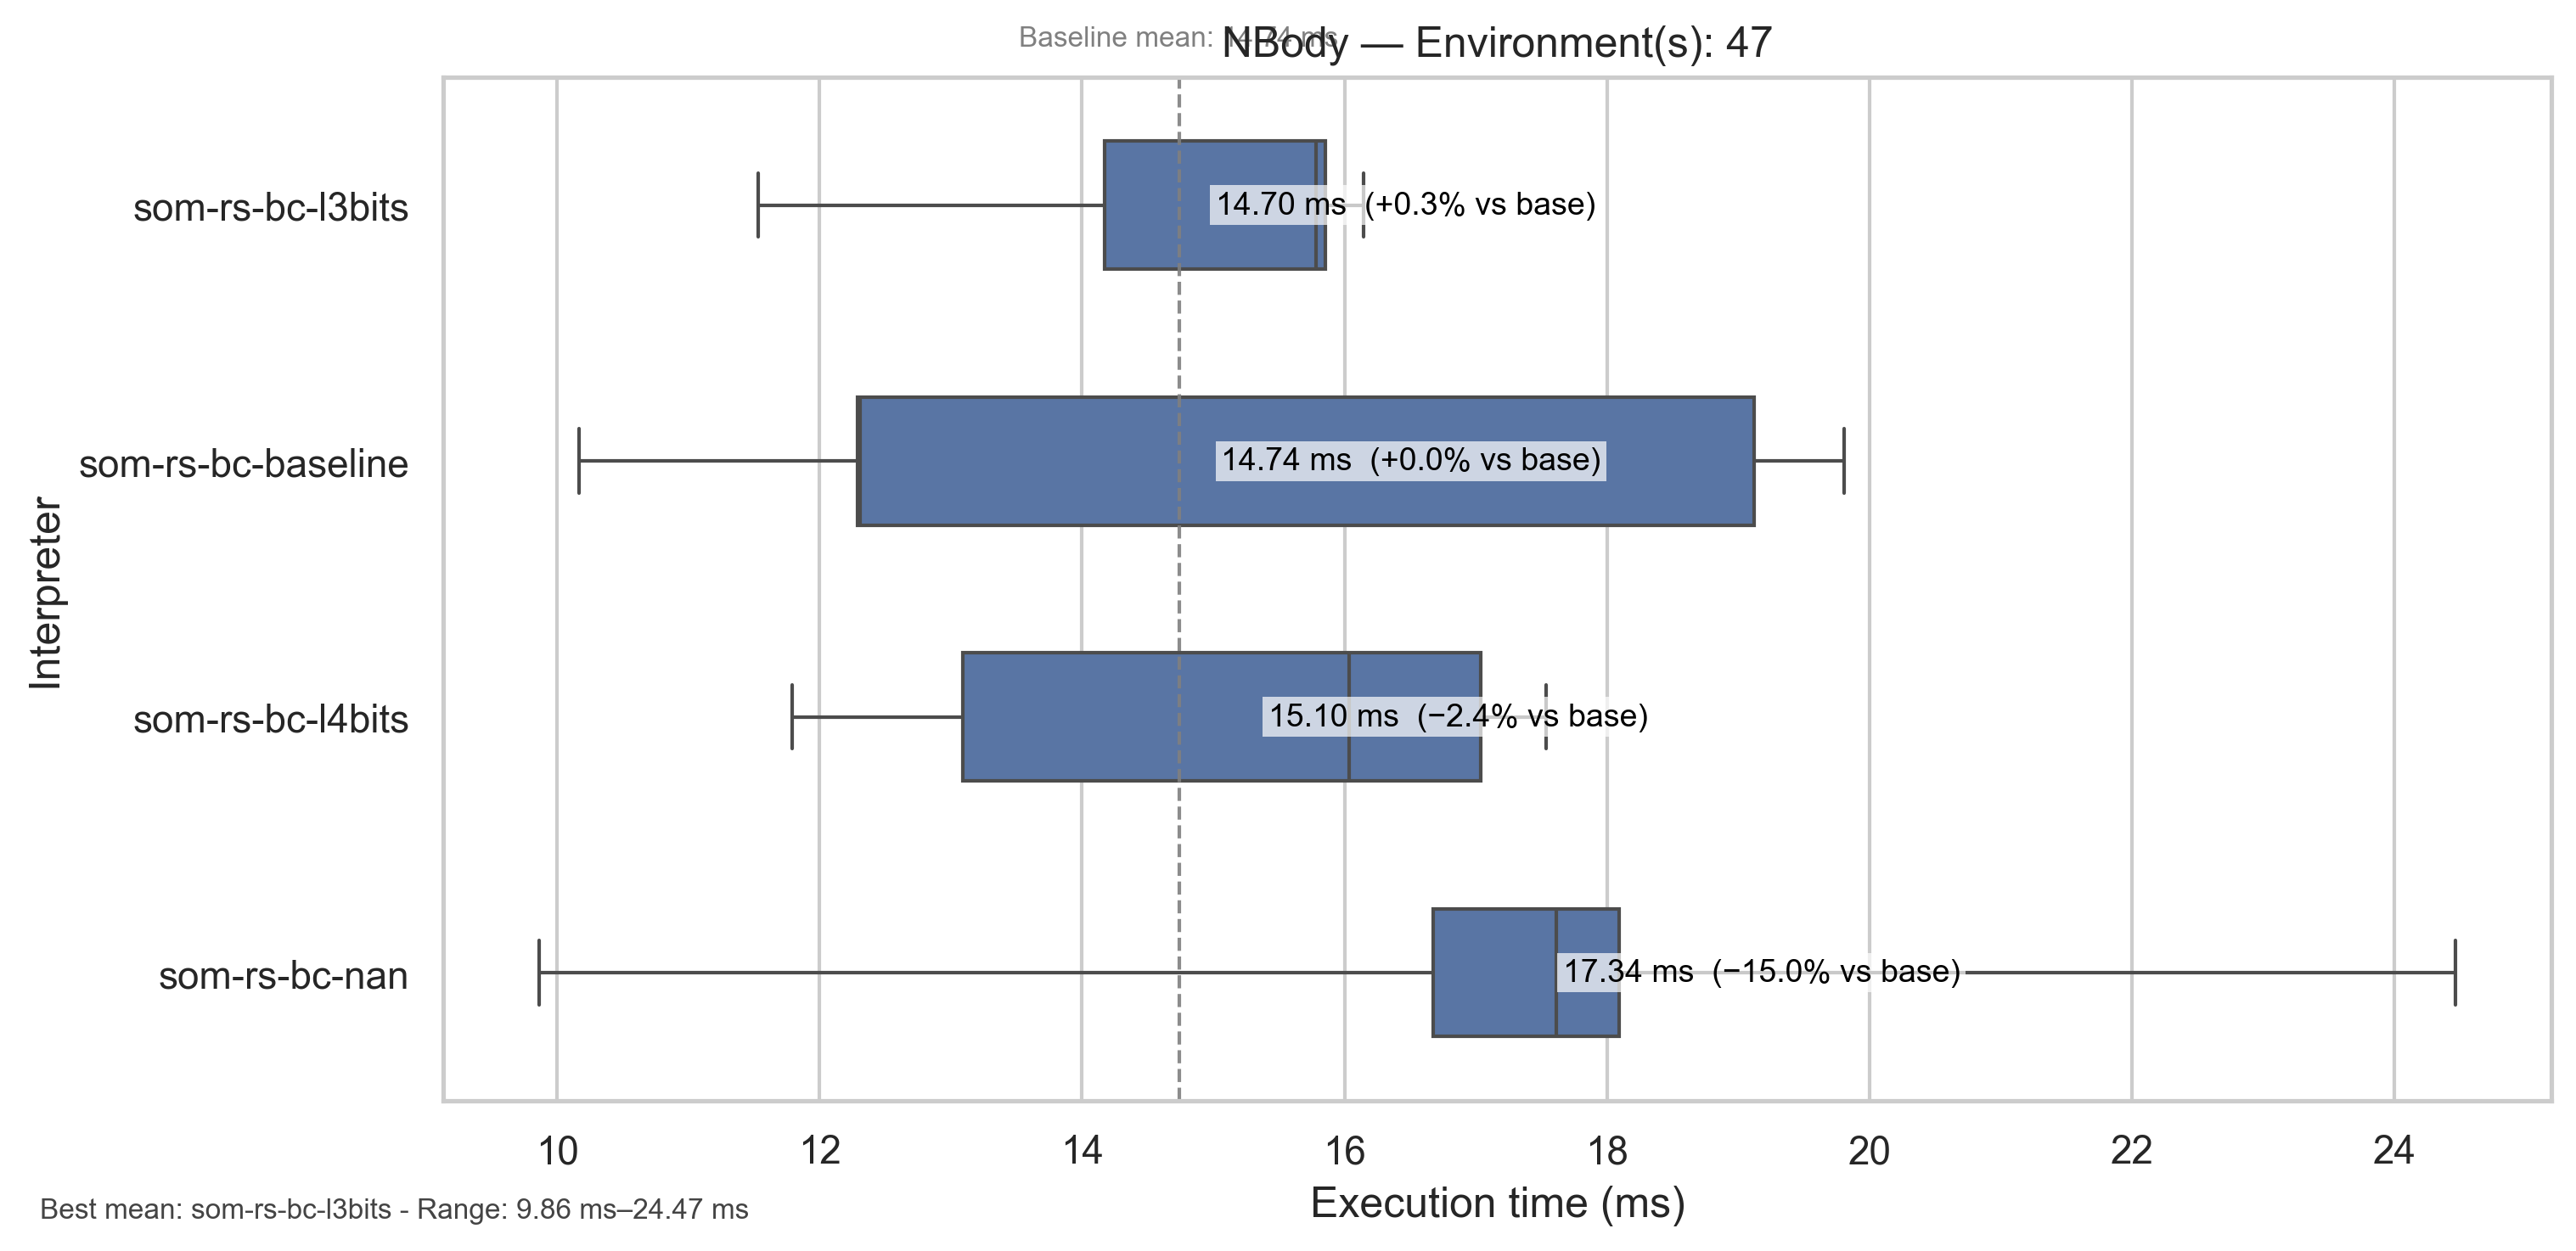 Baseline mean: 14.74 ms
NBody — Environment(s): 47
som-rs-bc-l3bits
14.70 ms (+0.3% vs base)
som-rs-bc-baseline
14.74 ms (+0.0% vs base)
som-rs-bc-l4bits
15.10 ms (−2.4% vs base)
som-rs-bc-nan
17.34 ms (−15.0% vs base)
Interpreter
10 12 14 16 18 20 22 24
Execution time (ms)
Best mean: som-rs-bc-l3bits - Range: 9.86 ms–24.47 ms